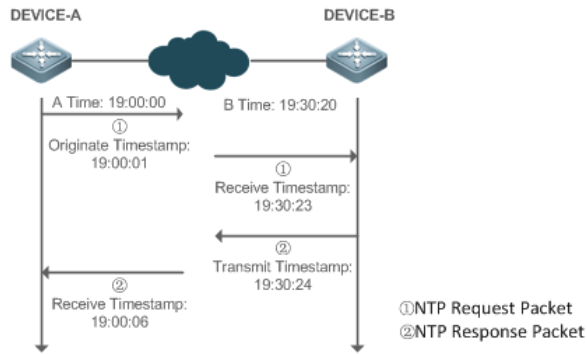 DEVICE-A
DEVICE-B
A Time: 19:00:00
B Time: 19:30:20
①
Originate Timestamp:
19:00:01
①
Receive Timestamp:
19:30:23
②
Transmit Timestamp:
19:30:24
②
Receive Timestamp:
19:00:06
①NTP Request Packet
②NTP Response Packet